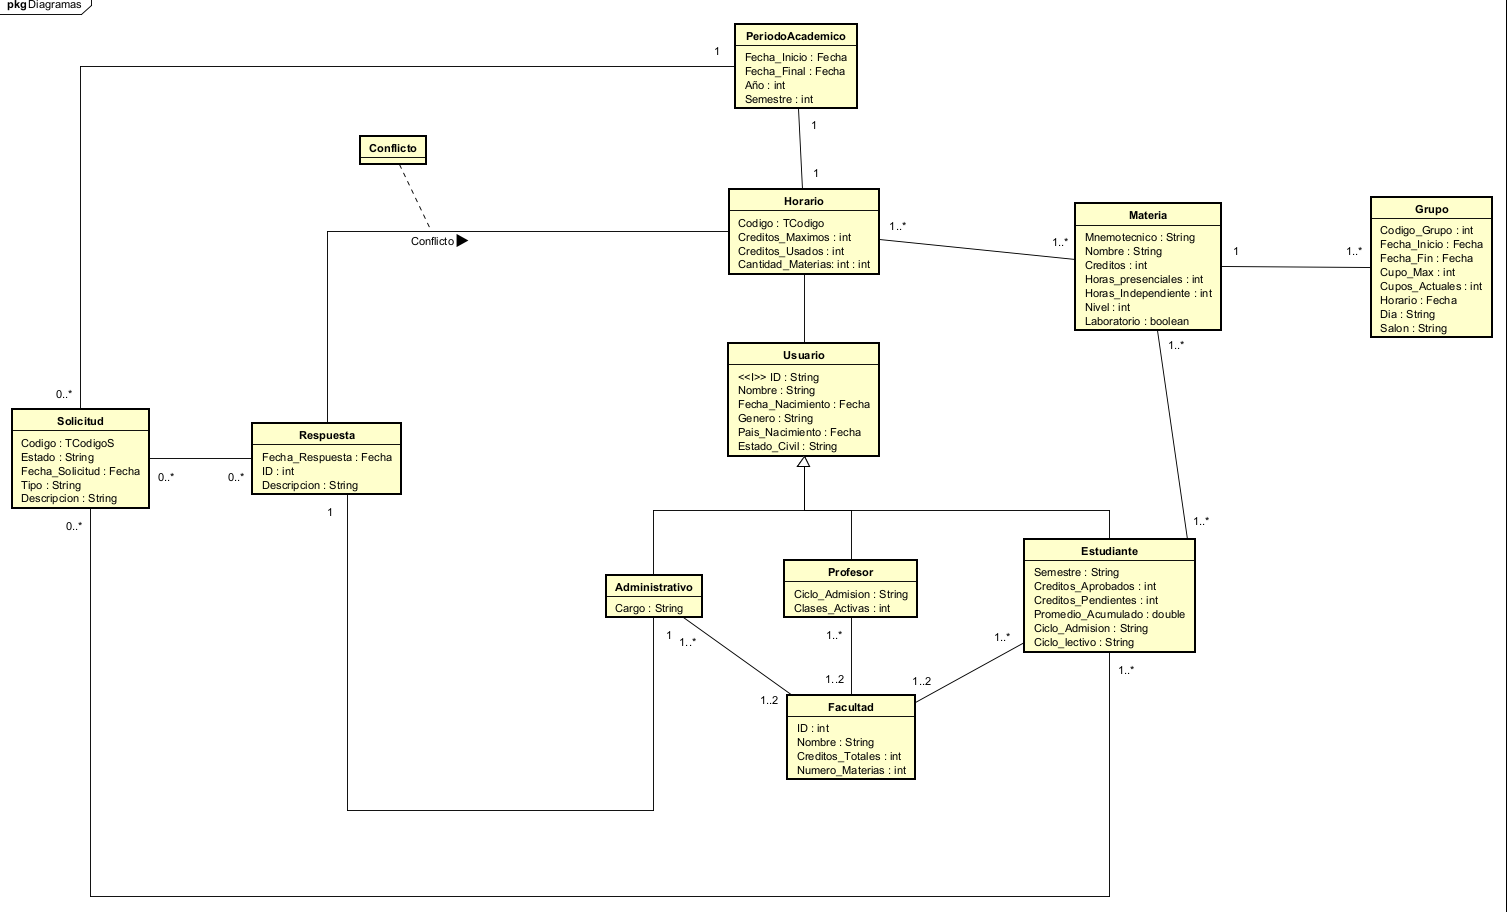 pkg Diagramas
PeriodoAcademico
Fecha_Inicio : Fecha
Fecha_Final : Fecha
Año : int
Semestre : int
1
1
1
Conflicto
Conflicto
Horario
Codigo : TCodigo
Creditos_Maximos : int
Creditos_Usados : int
Cantidad_Materias: int : int
1..*
1..*
Materia
Mnemotecnico : String
Nombre : String
Creditos : int
Horas_presenciales : int
Horas_Independiente : int
Nivel : int
Laboratorio : boolean
1
1..*
1..*
Grupo
Codigo_Grupo : int
Fecha_Inicio : Fecha
Fecha_Fin : Fecha
Cupo_Max : int
Cupos_Actuales : int
Horario : Fecha
Dia : String
Salon : String
Usuario
<<I>> ID : String
Nombre : String
Fecha_Nacimiento : Fecha
Genero : String
Pais_Nacimiento : Fecha
Estado_Civil : String
0..*
Solicitud
Codigo : TCodigoS
Estado : String
Fecha_Solicitud : Fecha
Tipo : String
Descripcion : String
0..*
0..*
0..*
Respuesta
Fecha_Respuesta : Fecha
ID : int
Descripcion : String
1
Administrativo
Cargo : String
1
1..*
1..2
Profesor
Ciclo_Admision : String
Clases_Activas : int
1..*
1..2
1..*
Estudiante
Semestre : String
Creditos_Aprobados : int
Creditos_Pendientes : int
Promedio_Acumulado : double
Ciclo_Admision : String
Ciclo_lectivo : String
1..*
1..2
1..*
Facultad
ID : int
Nombre : String
Creditos_Totales : int
Numero_Materias : int